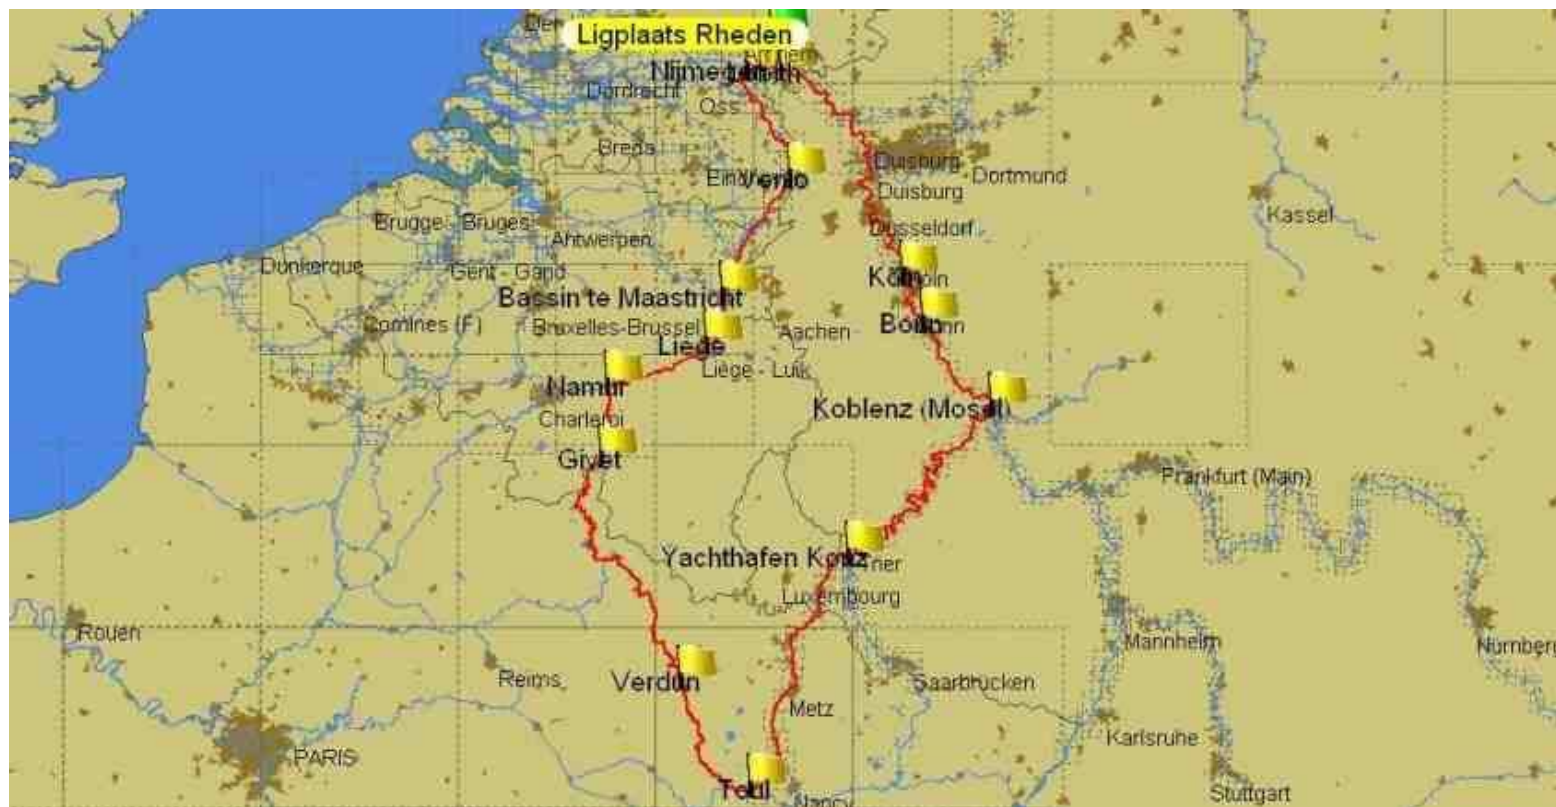 Ligplaats Rheden
Dordrecht
Oss
Breda
Duisburg
Dortmund
Venlo
Duisburg
Kassel
Brugge - Bruges
Antwerpen
Düsseldorf
Dunkerque
Gent - Gand
Köln
Bassin te Maastricht
Comines (F)
Bruxelles-Brussel
Aachen
Bonn
Liege
Liège - Luik
Namur
Charleroi
Koblenz (Mosel)
Givet
Frankfurt (Main)
Yachthafen Konz
Trier
Luxembourg
Rouen
Mannheim
Nürnberg
Reims
Verdun
Saarbrücken
Metz
Karlsruhe
PARIS
Toul
Nancy
Stuttgart